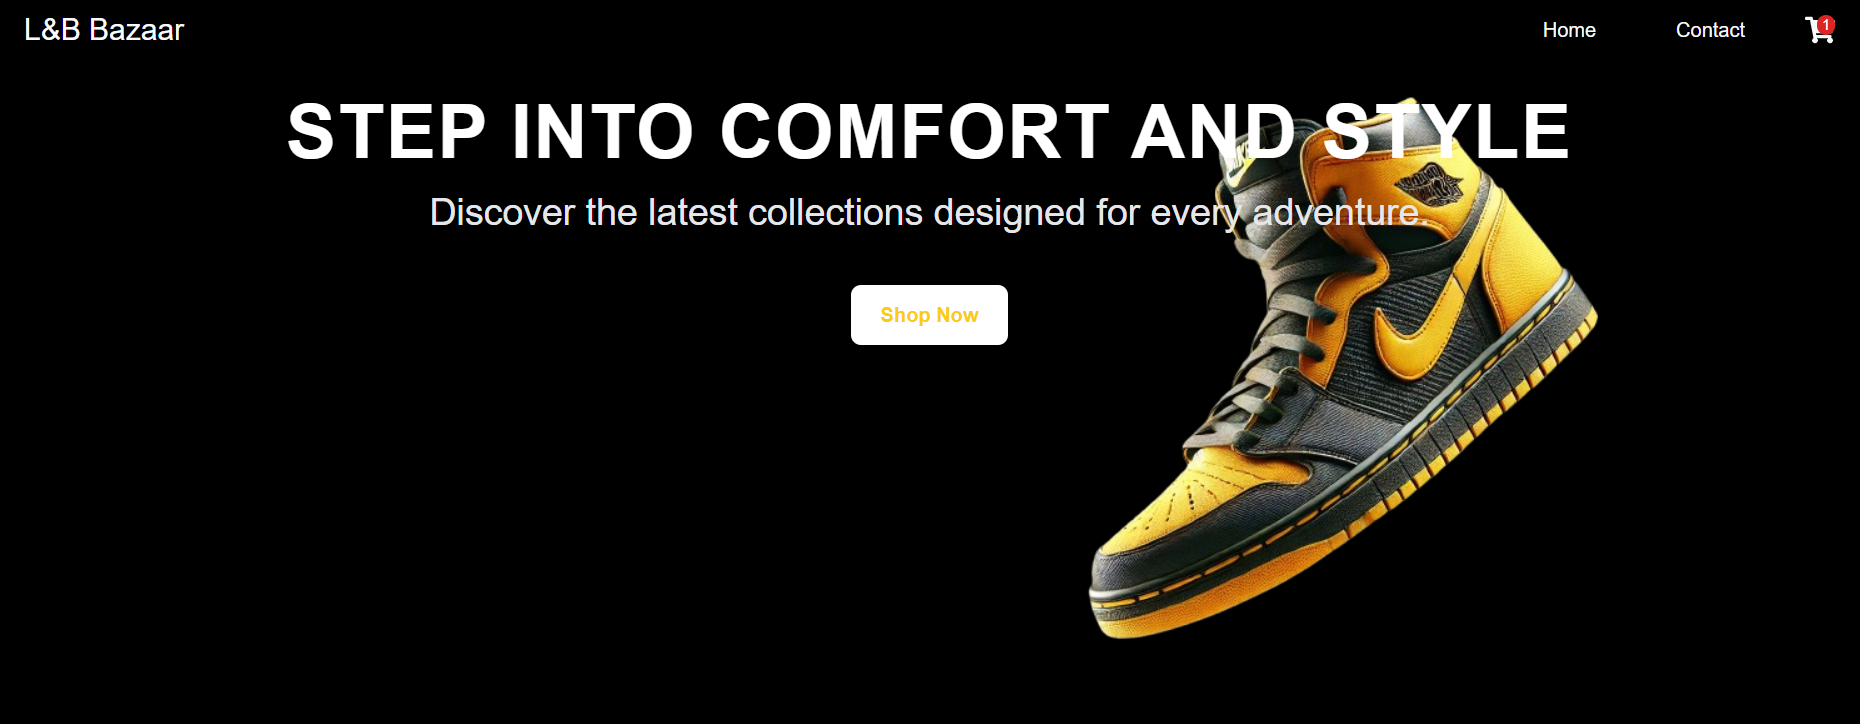 L&B Bazaar
Home
Contact
1
STEP INTO COMFORT AND STYLE
Discover the latest collections designed for every adventure.
Shop Now